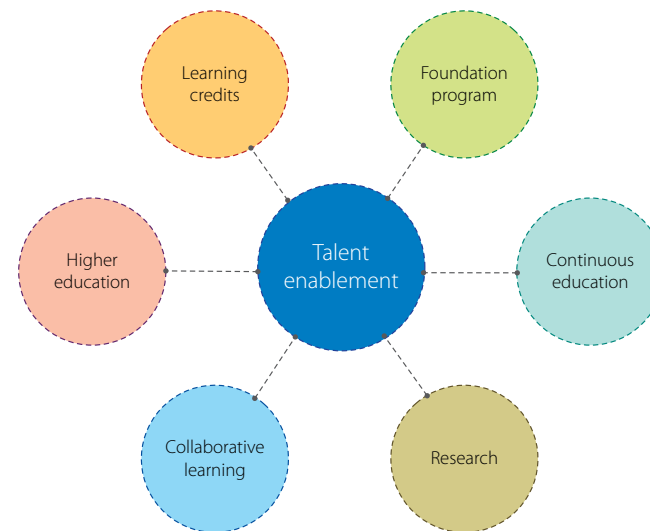 Learning
credits
Foundation
program
Higher
education
Talent
enablement
Continuous
education
Collaborative
learning
Research